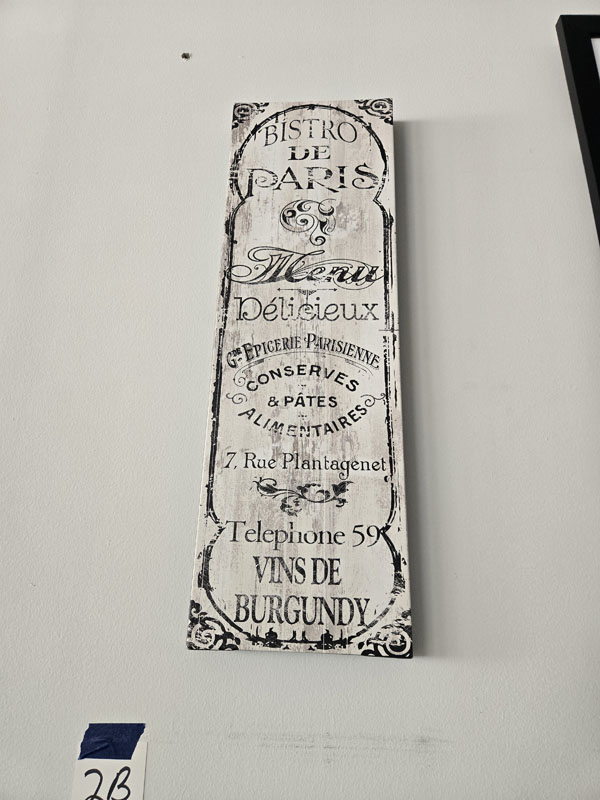 BISTRO
DE
PARIS
Menu
Délicieux
Gde EPICERIE PARISIENNE
CONSERVES
& PÂTES
ALIMENTAIRES
7, Rue Plantagenet
Telephone 59
VINS DE
BURGUNDY
2B